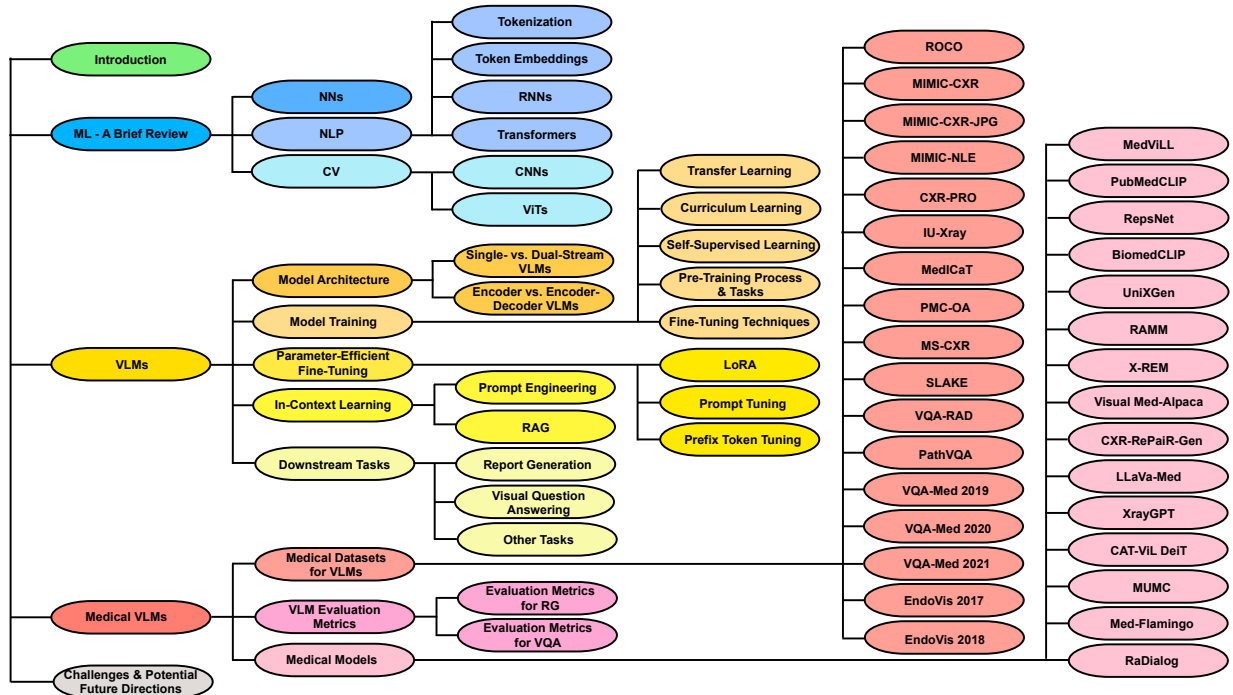 Introduction
ML - A Brief Review
NNs
NLP
CV
Tokenization
Token Embeddings
RNNs
Transformers
CNNs
ViTs
VLMs
Model Architecture
Single- vs. Dual-Stream
VLMs
Encoder vs. Encoder-
Decoder VLMs
Model Training
Transfer Learning
Curriculum Learning
Self-Supervised Learning
Pre-Training Process
& Tasks
Fine-Tuning Techniques
Parameter-Efficient
Fine-Tuning
LoRA
Prompt Tuning
Prefix Token Tuning
In-Context Learning
Prompt Engineering
RAG
Downstream Tasks
Report Generation
Visual Question
Answering
Other Tasks
Medical VLMs
Medical Datasets
for VLMs
ROCO
MIMIC-CXR
MIMIC-CXR-JPG
MIMIC-NLE
CXR-PRO
IU-Xray
MedICaT
PMC-OA
MS-CXR
SLAKE
VQA-RAD
PathVQA
VQA-Med 2019
VQA-Med 2020
VQA-Med 2021
EndoVis 2017
EndoVis 2018
VLM Evaluation
Metrics
Evaluation Metrics
for RG
Evaluation Metrics
for VQA
Medical Models
MedViLL
PubMedCLIP
RepsNet
BiomedCLIP
UniXGen
RAMM
X-REM
Visual Med-Alpaca
CXR-RePaiR-Gen
LLaVa-Med
XrayGPT
CAT-ViL DeiT
MUMC
Med-Flamingo
RaDialog
Challenges & Potential
Future Directions